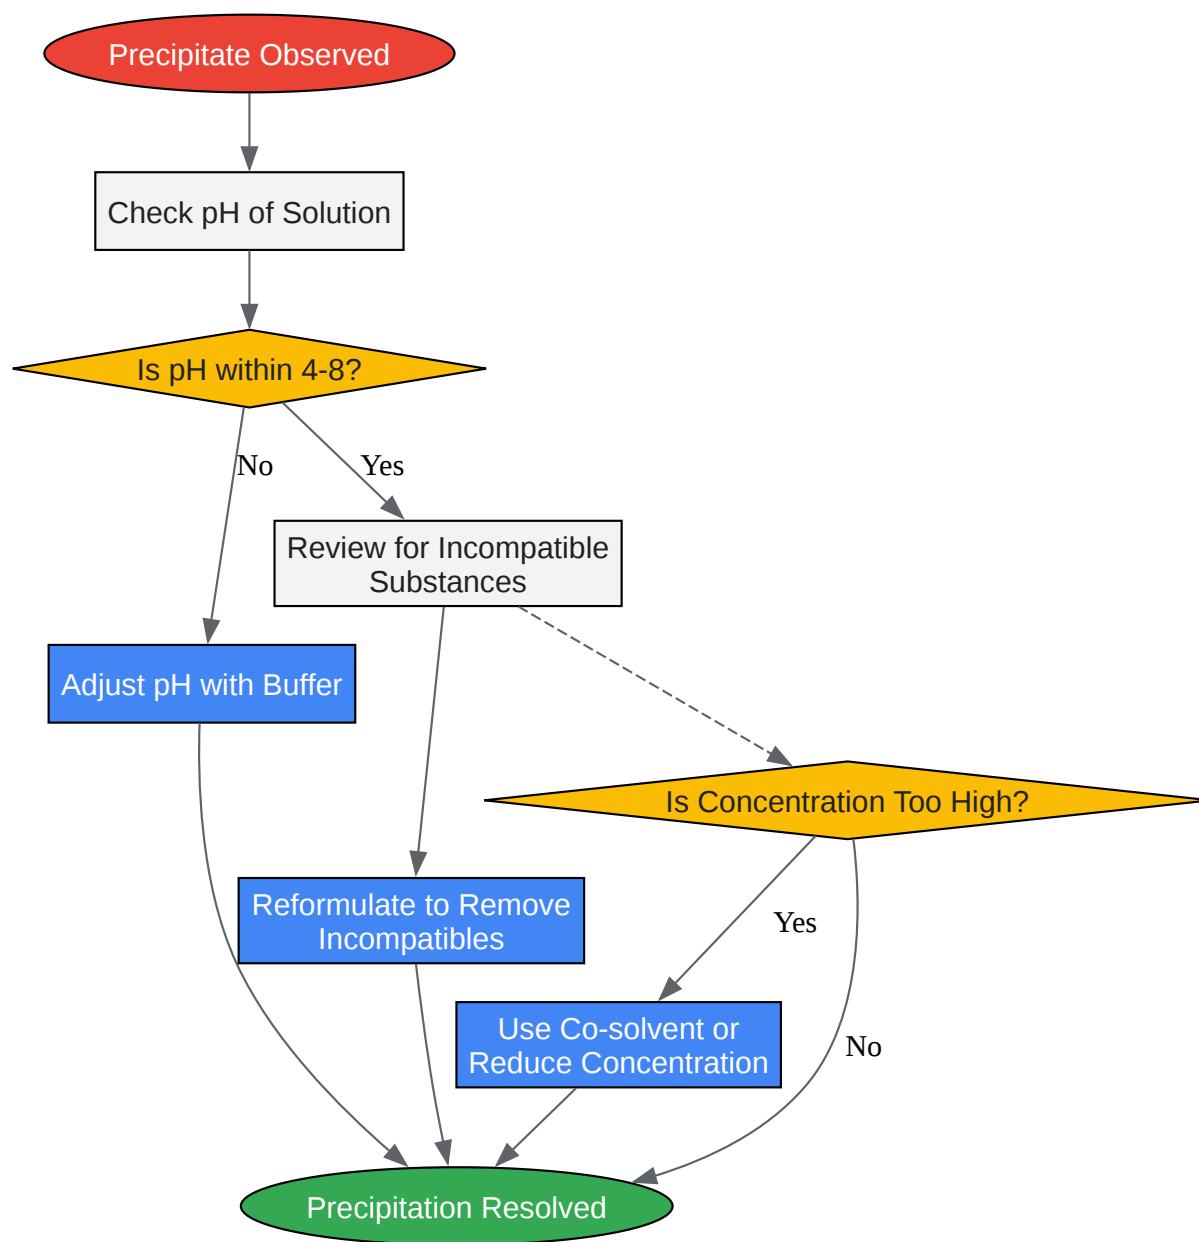 Precipitate Observed
Check pH of Solution
Is pH within 4-8?
No
Yes
Review for Incompatible
Substances
Adjust pH with Buffer
Is Concentration Too High?
Reformulate to Remove
Incompatibles
Yes
Use Co-solvent or
Reduce Concentration
No
Precipitation Resolved